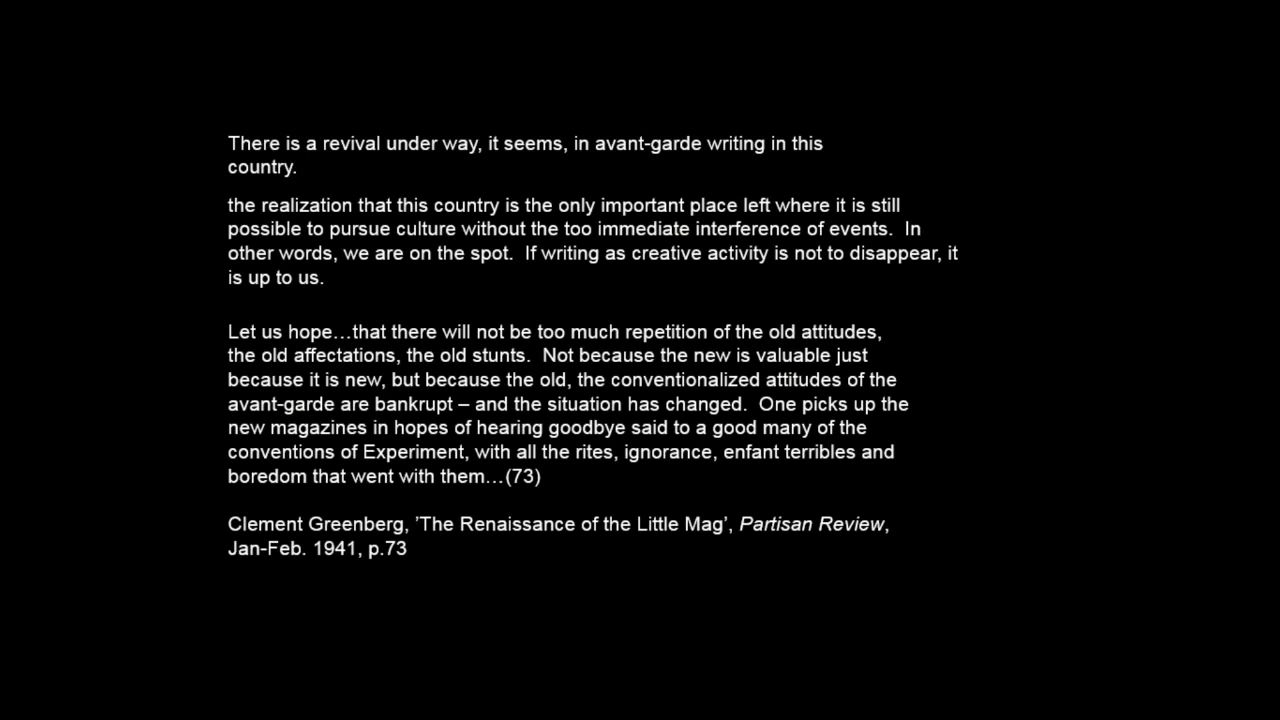 There is a revival under way, it seems, in avant-garde writing in this
country.
the realization that this country is the only important place left where it is still
possible to pursue culture without the too immediate interference of events.  In
other words, we are on the spot.  If writing as creative activity is not to disappear, it
is up to us.
Let us hope…that there will not be too much repetition of the old attitudes,
the old affectations, the old stunts.  Not because the new is valuable just
because it is new, but because the old, the conventionalized attitudes of the
avant-garde are bankrupt – and the situation has changed.  One picks up the
new magazines in hopes of hearing goodbye said to a good many of the
conventions of Experiment, with all the rites, ignorance, enfant terribles and
boredom that went with them…(73)
Clement Greenberg, ’The Renaissance of the Little Mag’, Partisan Review,
Jan-Feb. 1941, p.73